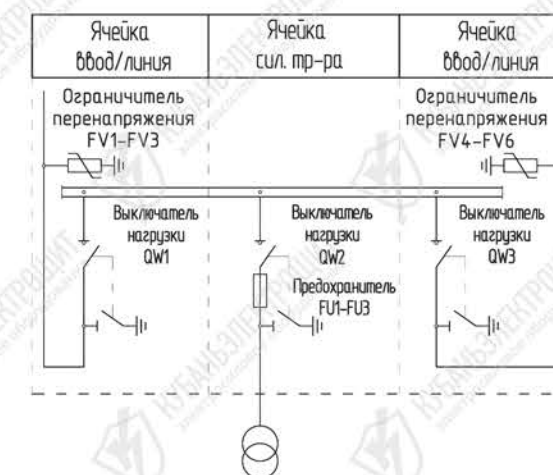 Ячейка
ввод/линия
Ячейка
сил. тр-ра
Ячейка
ввод/линия
Ограничитель
перенапряжения
FV1-FV3
Ограничитель
перенапряжения
FV4-FV6
Выключатель
нагрузки
QW1
Выключатель
нагрузки
QW2
Предохранитель
FU1-FU3
Выключатель
нагрузки
QW3